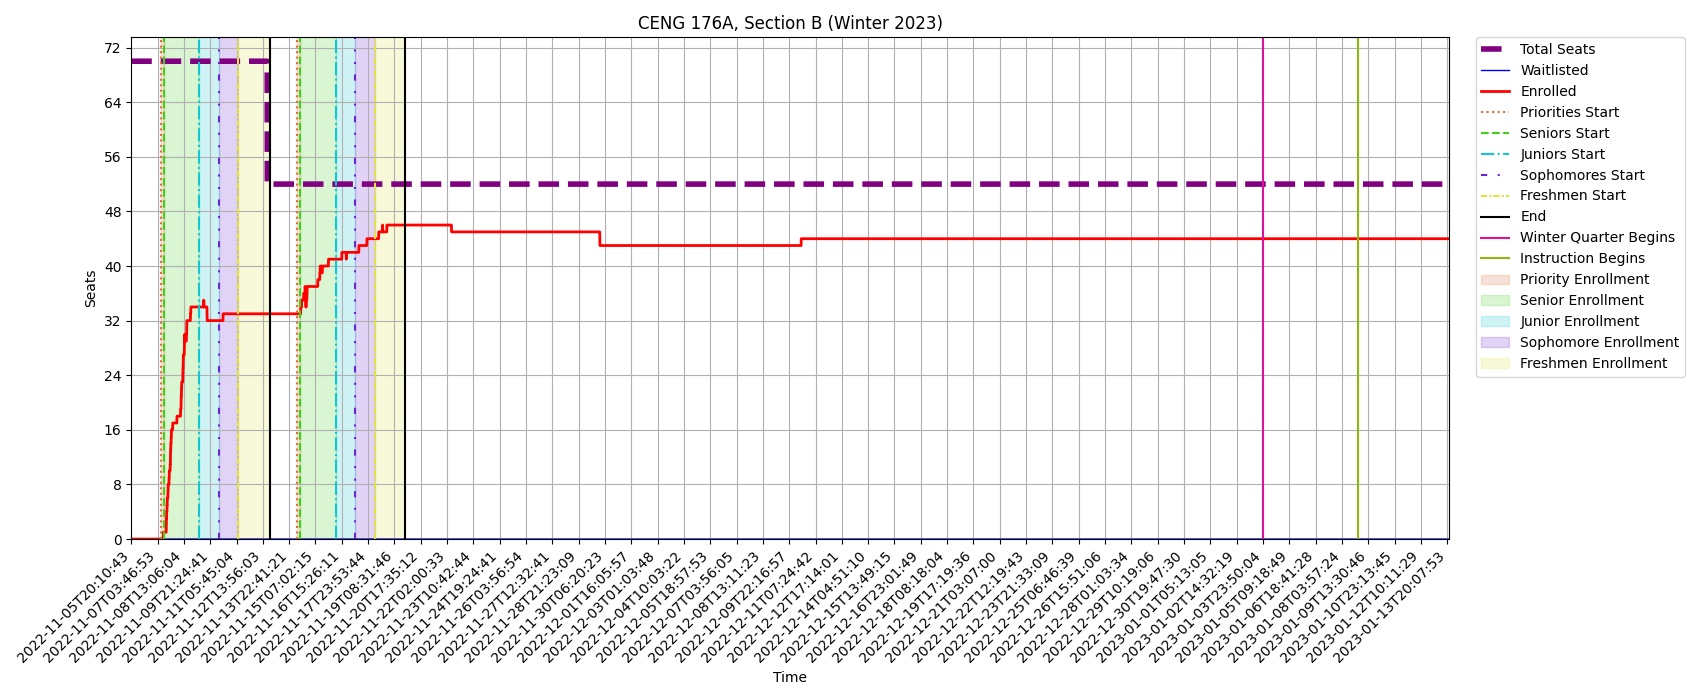 CENG 176A, Section B (Winter 2023)
Total Seats
Waitlisted
Enrolled
Priorities Start
Seniors Start
Juniors Start
Sophomores Start
Freshmen Start
End
Winter Quarter Begins
Instruction Begins
Priority Enrollment
Senior Enrollment
Junior Enrollment
Sophomore Enrollment
Freshmen Enrollment
Seats
72
64
56
48
40
32
24
16
8
0
2022-11-05T20:10:43
2022-11-07T03:46:53
2022-11-08T13:06:04
2022-11-09T21:24:41
2022-11-11T05:45:04
2022-11-12T13:56:03
2022-11-13T22:41:21
2022-11-15T07:02:15
2022-11-16T15:26:11
2022-11-17T23:53:44
2022-11-19T08:31:46
2022-11-20T17:35:12
2022-11-22T02:00:33
2022-11-23T10:42:44
2022-11-24T19:24:41
2022-11-26T03:56:54
2022-11-27T12:32:41
2022-11-28T21:23:09
2022-11-30T06:20:23
2022-12-01T16:05:57
2022-12-03T01:03:48
2022-12-04T10:03:22
2022-12-05T18:57:53
2022-12-07T03:56:05
2022-12-08T13:11:23
2022-12-09T22:16:57
2022-12-11T07:24:42
2022-12-12T17:14:01
2022-12-14T04:51:10
2022-12-15T13:49:15
2022-12-16T23:01:49
2022-12-18T08:18:04
2022-12-19T17:19:36
2022-12-21T03:07:00
2022-12-22T12:19:43
2022-12-23T21:33:09
2022-12-25T06:46:39
2022-12-26T15:51:06
2022-12-28T01:03:34
2022-12-29T10:19:06
2022-12-30T19:47:30
2023-01-01T05:13:05
2023-01-02T14:32:19
2023-01-03T23:50:04
2023-01-05T09:18:49
2023-01-06T18:41:28
2023-01-08T03:57:24
2023-01-09T13:30:46
2023-01-10T23:13:45
2023-01-12T10:11:29
2023-01-13T20:07:53
Time